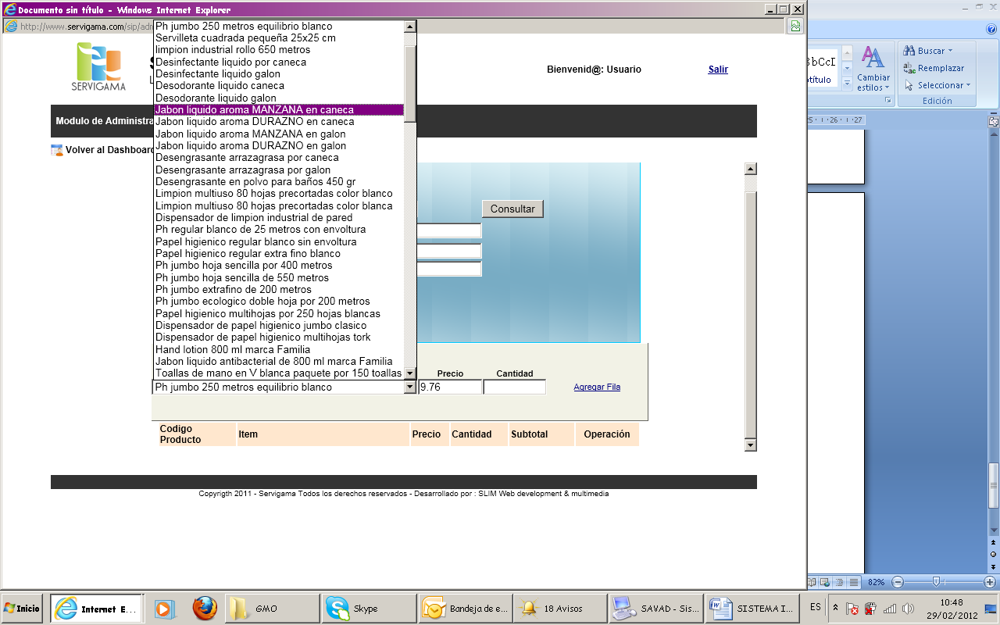 Documento sin título - Windows Internet Explorer
http://www.servigama.com/sip/adm
SERVIGAMA
Bienvenid@: Usuario
Salir
Modulo de Administra
Volver al Dashboard
Ph jumbo 250 metros equilibrio blanco
Servilleta cuadrada pequeña 25x25 cm
limpion industrial rollo 650 metros
Desinfectante liquido por caneca
Desinfectante liquido galon
Desodorante liquido caneca
Desodorante liquido galon
Jabon liquido aroma MANZANA en caneca
Jabon liquido aroma DURAZNO en caneca
Jabon liquido aroma MANZANA en galon
Jabon liquido aroma DURAZNO en galon
Desengrasante arrazagrasa por caneca
Desengrasante arrazagrasa por galon
Desengrasante en polvo para baños 450 gr
Limpion multiuso 80 hojas precortadas color blanco
Limpion multiuso 80 hojas precortadas color blanca
Dispensador de limpion industrial de pared
Ph regular blanco de 25 metros con envoltura
Papel higienico regular blanco sin envoltura
Papel higienico regular extra fino blanco
Ph jumbo hoja sencilla por 400 metros
Ph jumbo hoja sencilla de 550 metros
Ph jumbo extrafino de 200 metros
Ph jumbo ecologico doble hoja por 200 metros
Papel higienico multihojas por 250 hojas blancas
Dispensador de papel higienico jumbo clasico
Dispensador de papel higienico multihojas tork
Hand lotion 800 ml marca Familia
Jabon liquido antibacterial de 800 ml marca Familia
Toallas de mano en V blanca paquete por 150 toallas
Consultar
Precio Cantidad
Ph jumbo 250 metros equilibrio blanco 9.76 Agregar Fila
Codigo Producto Item Precio Cantidad Subtotal Operación
Copyrigth 2011 - Servigama Todos los derechos reservados - Desarrollado por : SLIM Web development & multimedia
bCcI
ítulo
Cambiar estilos
Buscar
Reemplazar
Seleccionar
Edición
25 26 27
82%
Inicio Internet E... GMO Skype Bandeja de e... 18 Avisos SAVAD - Sis... SISTEMA I... ES 10:48
29/02/2012